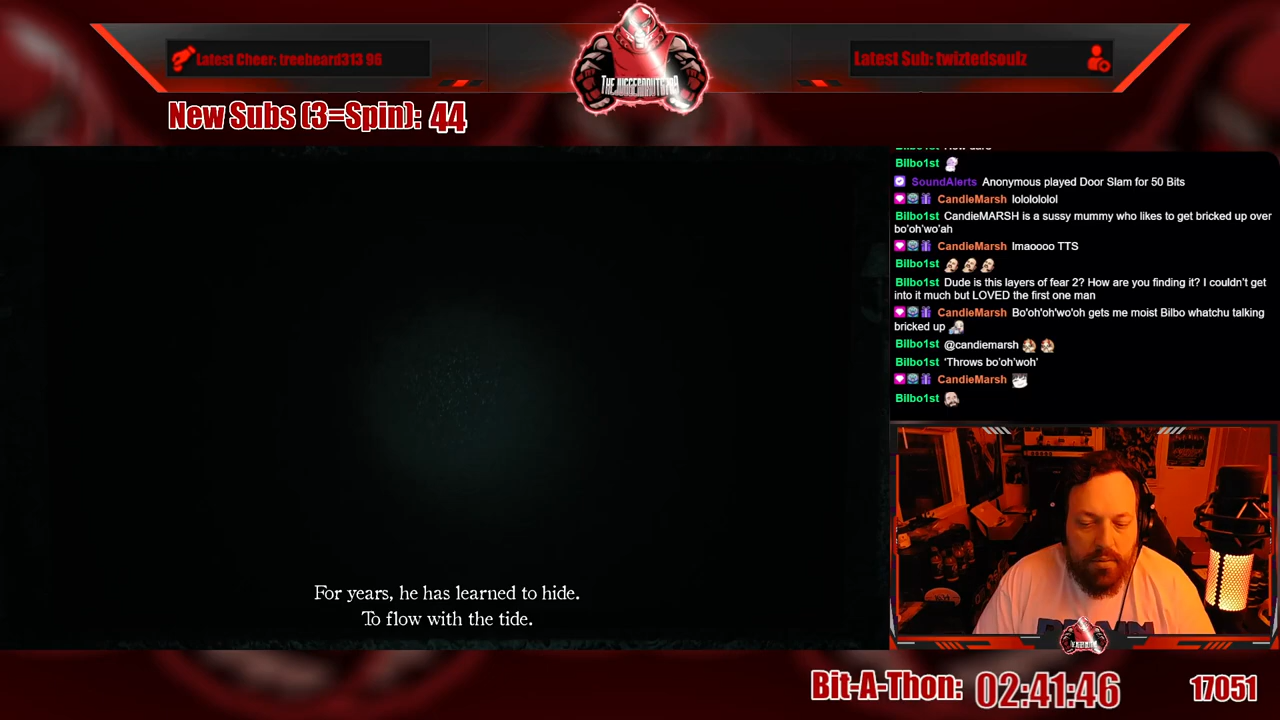 Latest Cheer: treebeard313 96
Latest Sub: twiztedsoulz
New Subs (3=Spin): 44
Bilbo1st
SoundAlerts Anonymous played Door Slam for 50 Bits
CandieMarsh lolololol
Bilbo1st CandieMARSH is a sussy mummy who likes to get bricked up over
bo'oh'wo'ah
CandieMarsh lmaoooo TTS
Bilbo1st
Bilbo1st Dude is this layers of fear 2? How are you finding it? I couldn't get
into it much but LOVED the first one man
CandieMarsh Bo'oh'oh'wo'oh gets me moist Bilbo whatchu talking
bricked up
Bilbo1st @candiemarsh
Bilbo1st 'Throws bo'oh'woh'
CandieMarsh
Bilbo1st
For years, he has learned to hide.
To flow with the tide.
Bit-A-Thon: 02:41:46 17051